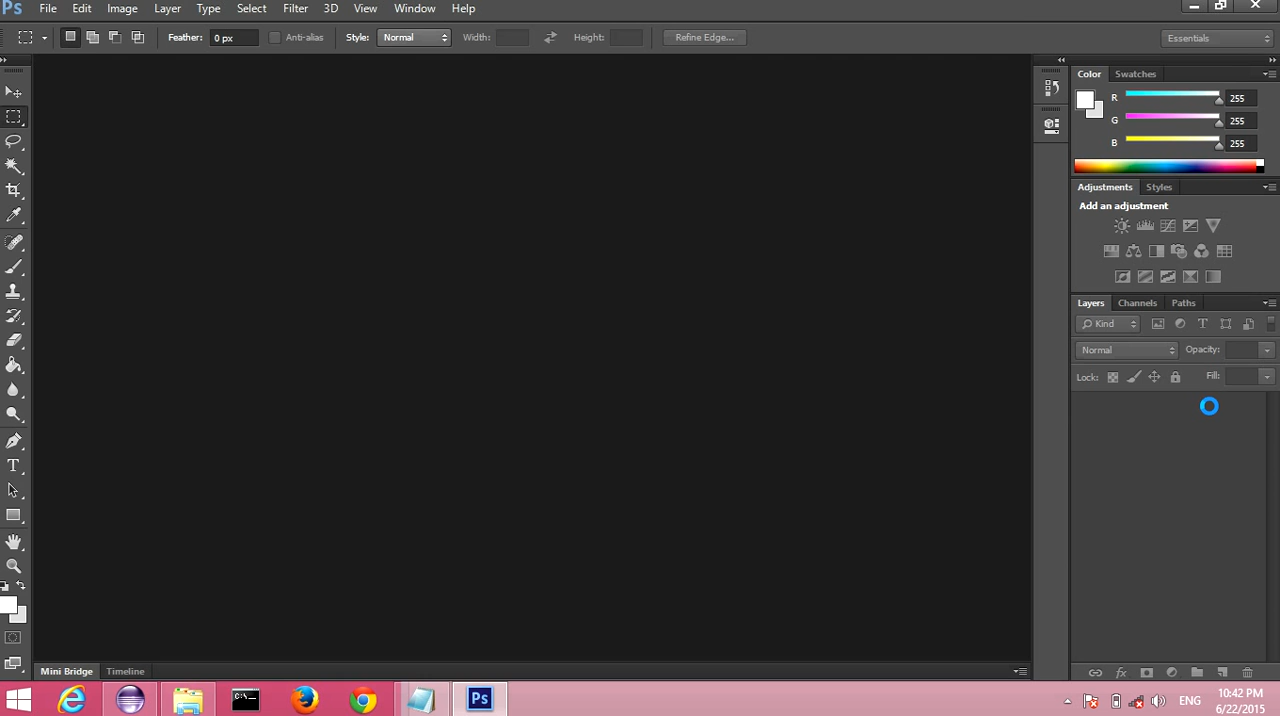 Ps File Edit Image Layer Type Select Filter 3D View Window Help
Feather: 0 px Anti-alias Style: Normal Width: Height: Refine Edge... Essentials
Color Swatches
R 255
G 255
B 255
Adjustments Styles
Add an adjustment
Layers Channels Paths
Kind
Normal Opacity:
Lock: Fill:
Mini Bridge Timeline
Ps ENG
10:42 PM
6/22/2015